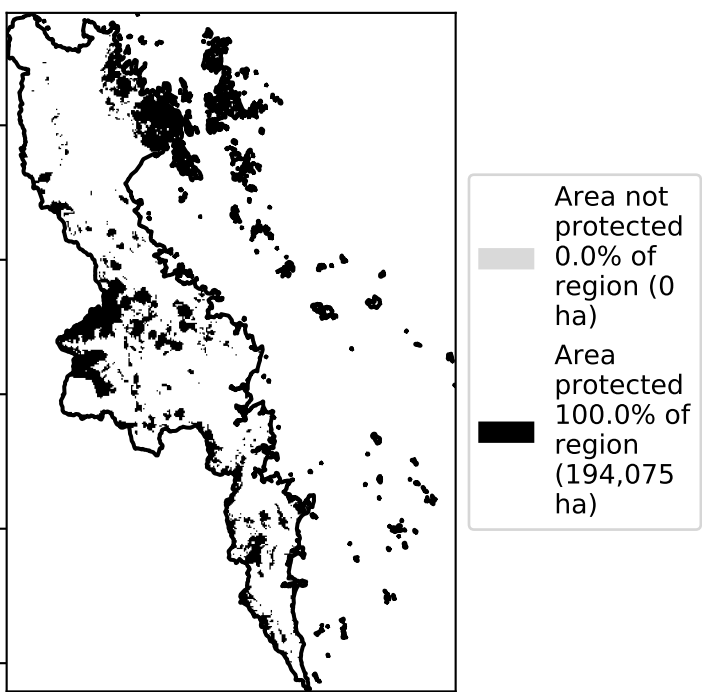 Area not
protected
0.0% of
region (0
ha)
Area
protected
100.0% of
region
(194,075
ha)